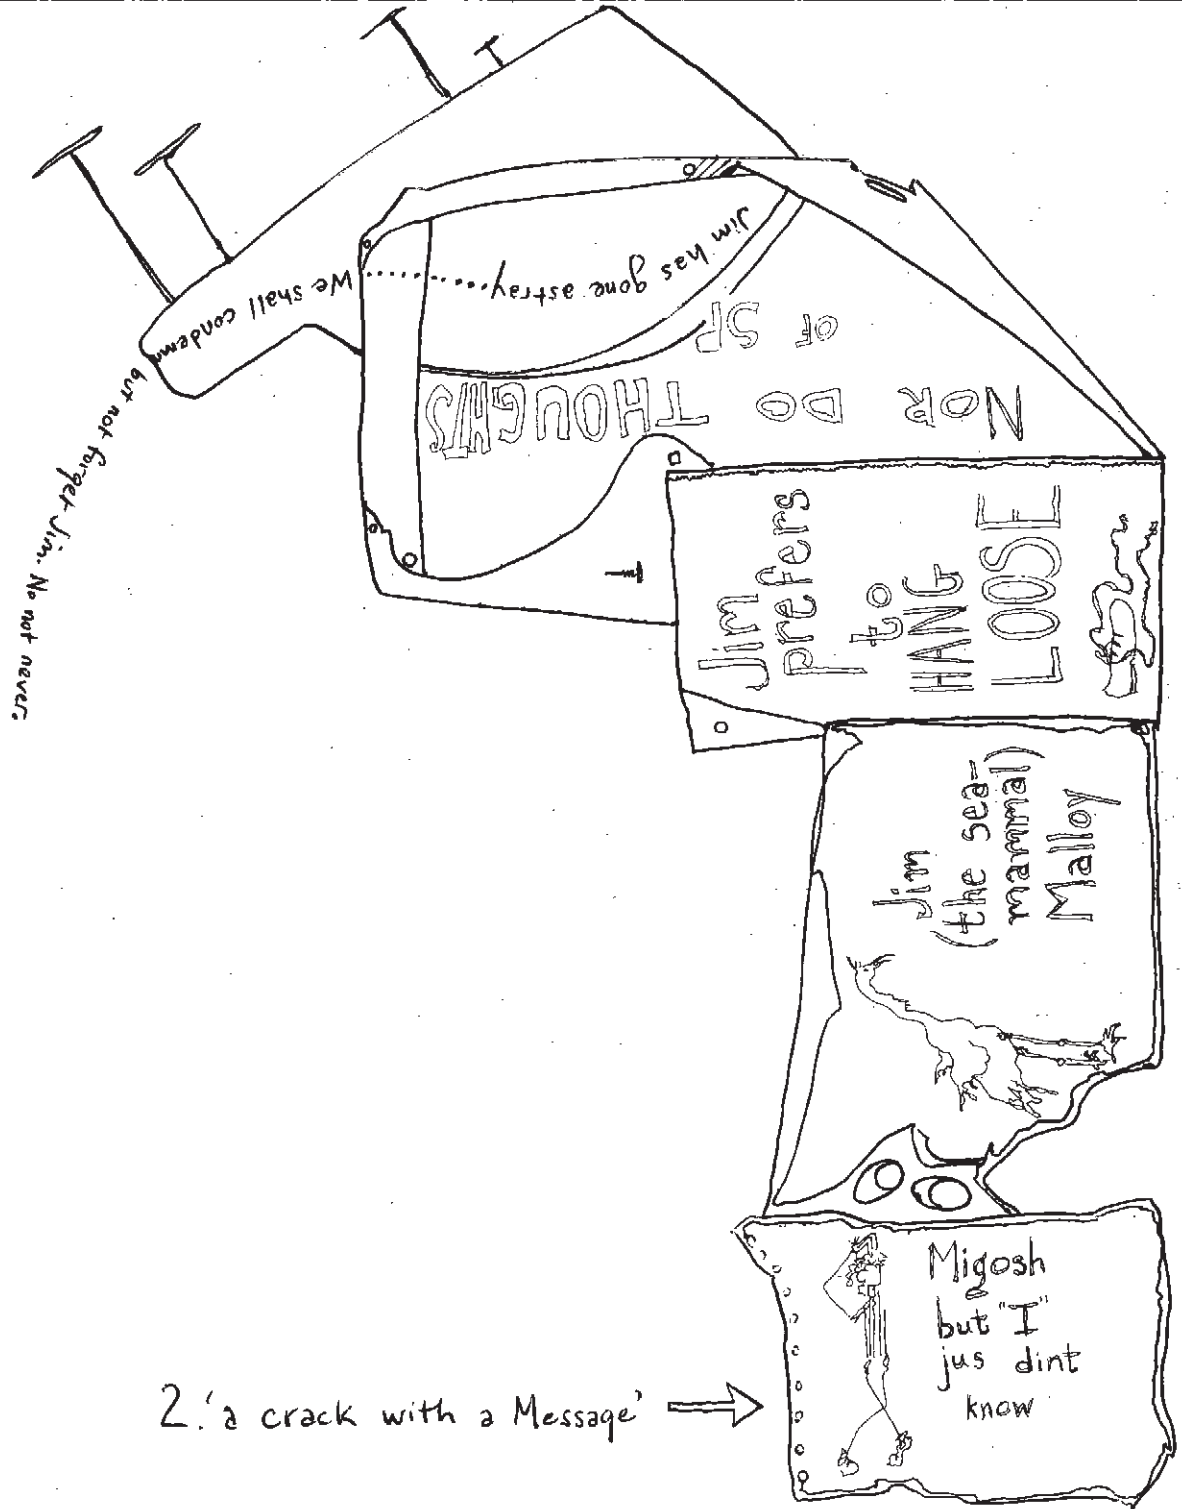 2. 'a crack with a Message'
Migosh
but "I"
jus dint
know
Jim
(the sea-
mammal)
Malloy
Jim
prefers
to
HANG
LOOSE
NOR DO THOUGHTS
OF SP
Jim has gone astray.......... We shall condemn but not forget Jim. No not never.